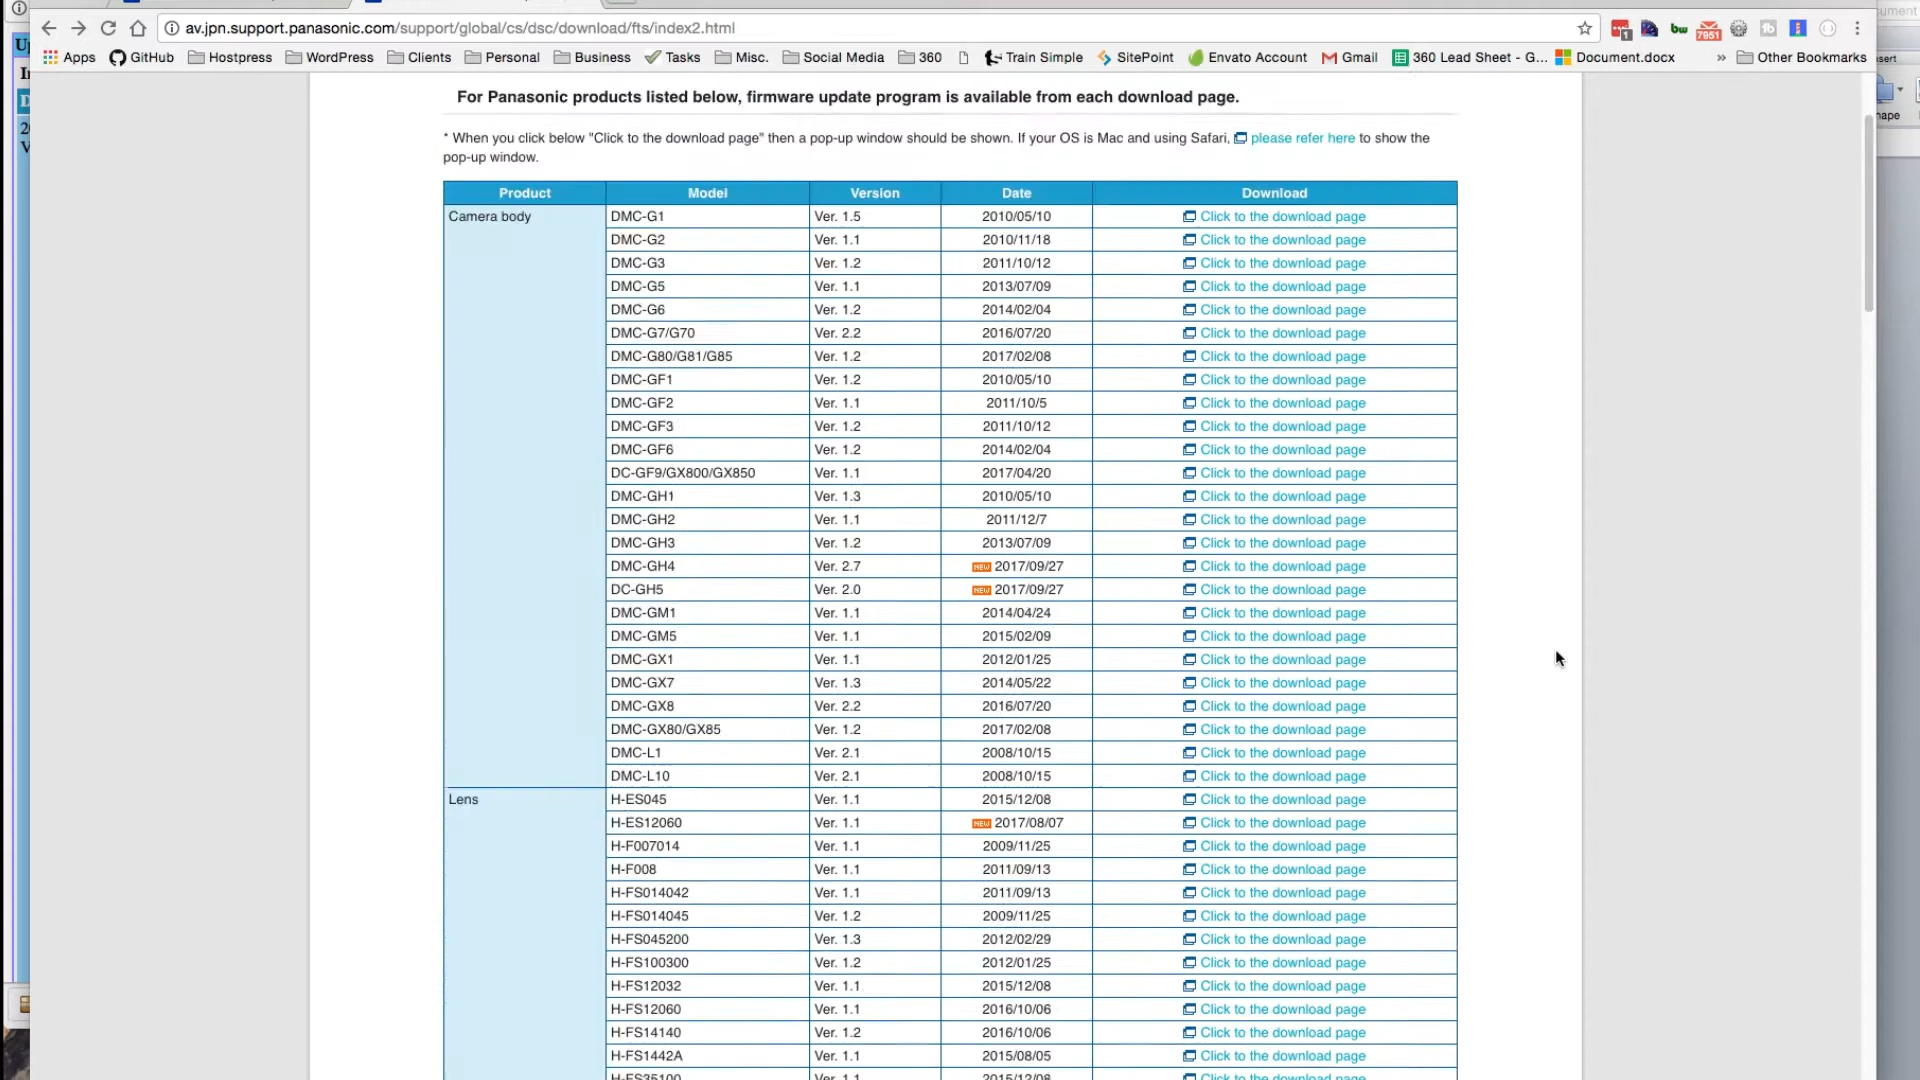 av.jpn.support.panasonic.com/support/global/cs/dsc/download/fts/index2.html
1
bw
7951
Apps GitHub Hostpress WordPress Clients Personal Business Tasks Misc. Social Media 360 Train Simple SitePoint Envato Account Gmail 360 Lead Sheet - G... Document.docx » Other Bookmarks
For Panasonic products listed below, firmware update program is available from each download page.
* When you click below "Click to the download page" then a pop-up window should be shown. If your OS is Mac and using Safari, please refer here to show the
pop-up window.
Product Model Version Date Download
Camera body DMC-G1 Ver. 1.5 2010/05/10 Click to the download page
DMC-G2 Ver. 1.1 2010/11/18 Click to the download page
DMC-G3 Ver. 1.2 2011/10/12 Click to the download page
DMC-G5 Ver. 1.1 2013/07/09 Click to the download page
DMC-G6 Ver. 1.2 2014/02/04 Click to the download page
DMC-G7/G70 Ver. 2.2 2016/07/20 Click to the download page
DMC-G80/G81/G85 Ver. 1.2 2017/02/08 Click to the download page
DMC-GF1 Ver. 1.2 2010/05/10 Click to the download page
DMC-GF2 Ver. 1.1 2011/10/5 Click to the download page
DMC-GF3 Ver. 1.2 2011/10/12 Click to the download page
DMC-GF6 Ver. 1.2 2014/02/04 Click to the download page
DC-GF9/GX800/GX850 Ver. 1.1 2017/04/20 Click to the download page
DMC-GH1 Ver. 1.3 2010/05/10 Click to the download page
DMC-GH2 Ver. 1.1 2011/12/7 Click to the download page
DMC-GH3 Ver. 1.2 2013/07/09 Click to the download page
DMC-GH4 Ver. 2.7 NEW 2017/09/27 Click to the download page
DC-GH5 Ver. 2.0 NEW 2017/09/27 Click to the download page
DMC-GM1 Ver. 1.1 2014/04/24 Click to the download page
DMC-GM5 Ver. 1.1 2015/02/09 Click to the download page
DMC-GX1 Ver. 1.1 2012/01/25 Click to the download page
DMC-GX7 Ver. 1.3 2014/05/22 Click to the download page
DMC-GX8 Ver. 2.2 2016/07/20 Click to the download page
DMC-GX80/GX85 Ver. 1.2 2017/02/08 Click to the download page
DMC-L1 Ver. 2.1 2008/10/15 Click to the download page
DMC-L10 Ver. 2.1 2008/10/15 Click to the download page
Lens H-ES045 Ver. 1.1 2015/12/08 Click to the download page
H-ES12060 Ver. 1.1 NEW 2017/08/07 Click to the download page
H-F007014 Ver. 1.1 2009/11/25 Click to the download page
H-F008 Ver. 1.1 2011/09/13 Click to the download page
H-FS014042 Ver. 1.1 2011/09/13 Click to the download page
H-FS014045 Ver. 1.2 2009/11/25 Click to the download page
H-FS045200 Ver. 1.3 2012/02/29 Click to the download page
H-FS100300 Ver. 1.2 2012/01/25 Click to the download page
H-FS12032 Ver. 1.1 2015/12/08 Click to the download page
H-FS12060 Ver. 1.1 2016/10/06 Click to the download page
H-FS14140 Ver. 1.2 2016/10/06 Click to the download page
H-FS1442A Ver. 1.1 2015/08/05 Click to the download page
H-FS35100 Ver. 1.1 2015/12/08 Click to the download page